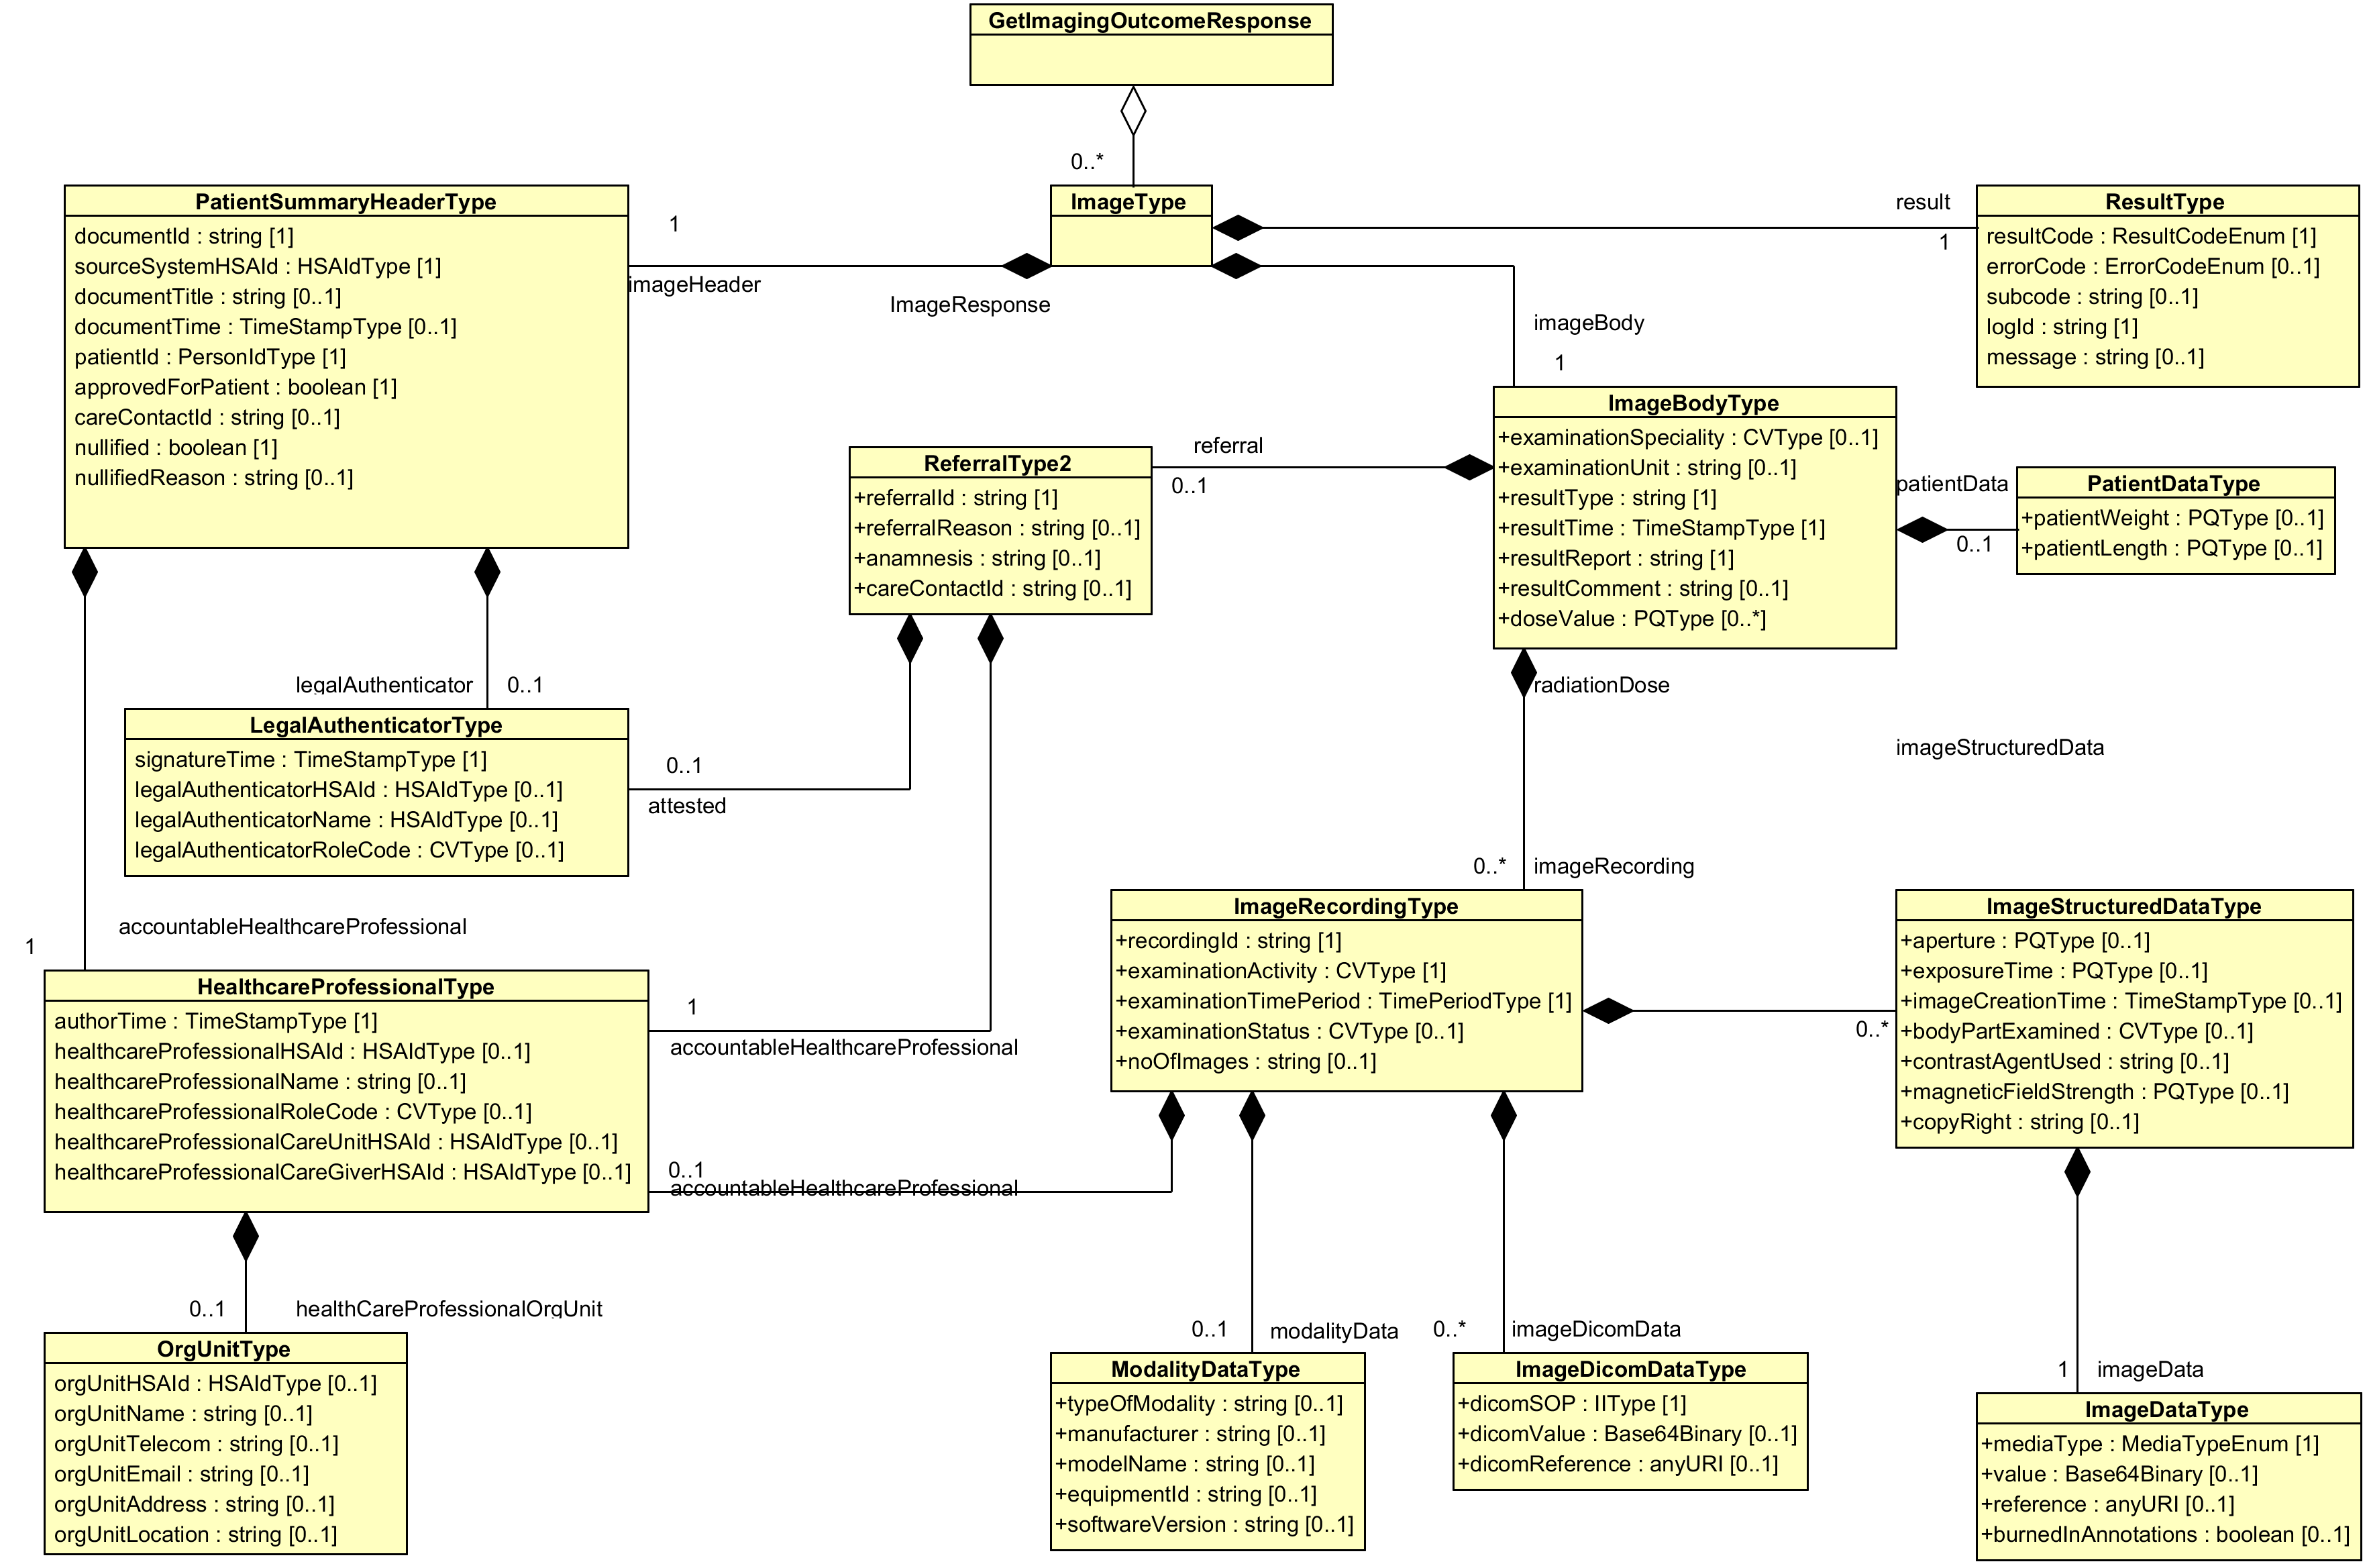 GetImagingOutcomeResponse
0..*
PatientSummaryHeaderType
documentId : string [1]
sourceSystemHSAId : HSAIdType [1]
documentTitle : string [0..1]
documentTime : TimeStampType [0..1]
patientId : PersonIdType [1]
approvedForPatient : boolean [1]
careContactId : string [0..1]
nullified : boolean [1]
nullifiedReason : string [0..1]
1
imageHeader
ImageResponse
ImageType
result
1
ResultType
resultCode : ResultCodeEnum [1]
errorCode : ErrorCodeEnum [0..1]
subcode : string [0..1]
logId : string [1]
message : string [0..1]
imageBody
1
ImageBodyType
+examinationSpeciality : CVType [0..1]
+examinationUnit : string [0..1]
+resultType : string [1]
+resultTime : TimeStampType [1]
+resultReport : string [1]
+resultComment : string [0..1]
+doseValue : PQType [0..*]
referral
0..1
ReferralType2
+referralId : string [1]
+referralReason : string [0..1]
+anamnesis : string [0..1]
+careContactId : string [0..1]
patientData
0..1
PatientDataType
+patientWeight : PQType [0..1]
+patientLength : PQType [0..1]
legalAuthenticator
0..1
LegalAuthenticatorType
signatureTime : TimeStampType [1]
legalAuthenticatorHSAId : HSAIdType [0..1]
legalAuthenticatorName : HSAIdType [0..1]
legalAuthenticatorRoleCode : CVType [0..1]
0..1
attested
radiationDose
imageStructuredData
0..*
imageRecording
accountableHealthcareProfessional
1
HealthcareProfessionalType
authorTime : TimeStampType [1]
healthcareProfessionalHSAId : HSAIdType [0..1]
healthcareProfessionalName : string [0..1]
healthcareProfessionalRoleCode : CVType [0..1]
healthcareProfessionalCareUnitHSAId : HSAIdType [0..1]
healthcareProfessionalCareGiverHSAId : HSAIdType [0..1]
1
accountableHealthcareProfessional
0..1
accountableHealthcareProfessional
ImageRecordingType
+recordingId : string [1]
+examinationActivity : CVType [1]
+examinationTimePeriod : TimePeriodType [1]
+examinationStatus : CVType [0..1]
+noOfImages : string [0..1]
0..*
ImageStructuredDataType
+aperture : PQType [0..1]
+exposureTime : PQType [0..1]
+imageCreationTime : TimeStampType [0..1]
+bodyPartExamined : CVType [0..1]
+contrastAgentUsed : string [0..1]
+magneticFieldStrength : PQType [0..1]
+copyRight : string [0..1]
0..1
healthCareProfessionalOrgUnit
OrgUnitType
orgUnitHSAId : HSAIdType [0..1]
orgUnitName : string [0..1]
orgUnitTelecom : string [0..1]
orgUnitEmail : string [0..1]
orgUnitAddress : string [0..1]
orgUnitLocation : string [0..1]
0..1
modalityData
ModalityDataType
+typeOfModality : string [0..1]
+manufacturer : string [0..1]
+modelName : string [0..1]
+equipmentId : string [0..1]
+softwareVersion : string [0..1]
0..*
imageDicomData
ImageDicomDataType
+dicomSOP : IIType [1]
+dicomValue : Base64Binary [0..1]
+dicomReference : anyURI [0..1]
1
imageData
ImageDataType
+mediaType : MediaTypeEnum [1]
+value : Base64Binary [0..1]
+reference : anyURI [0..1]
+burnedInAnnotations : boolean [0..1]